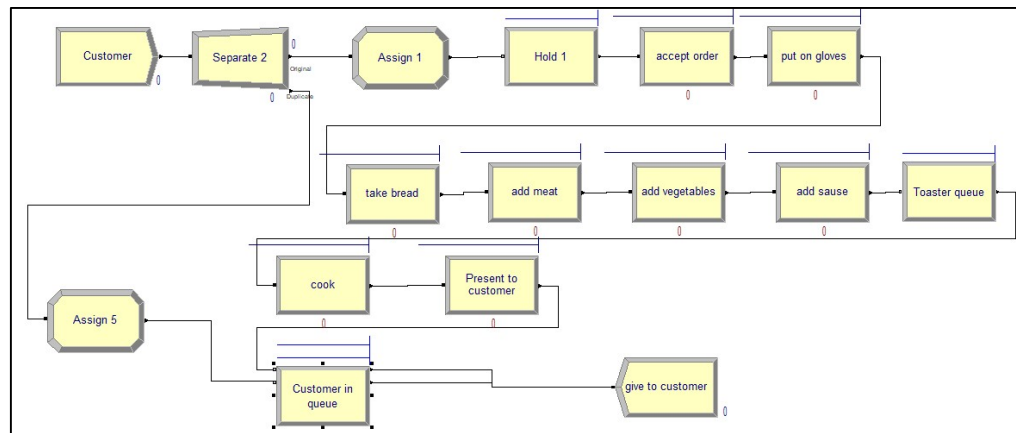 Customer
0
Separate 2
0
0
Original
Duplicate
Assign 1
Hold 1
accept order
0
put on gloves
0
take bread
0
add meat
0
add vegetables
0
add sause
0
Toaster queue
cook
0
Present to
customer
0
Assign 5
Customer in
queue
give to customer
0